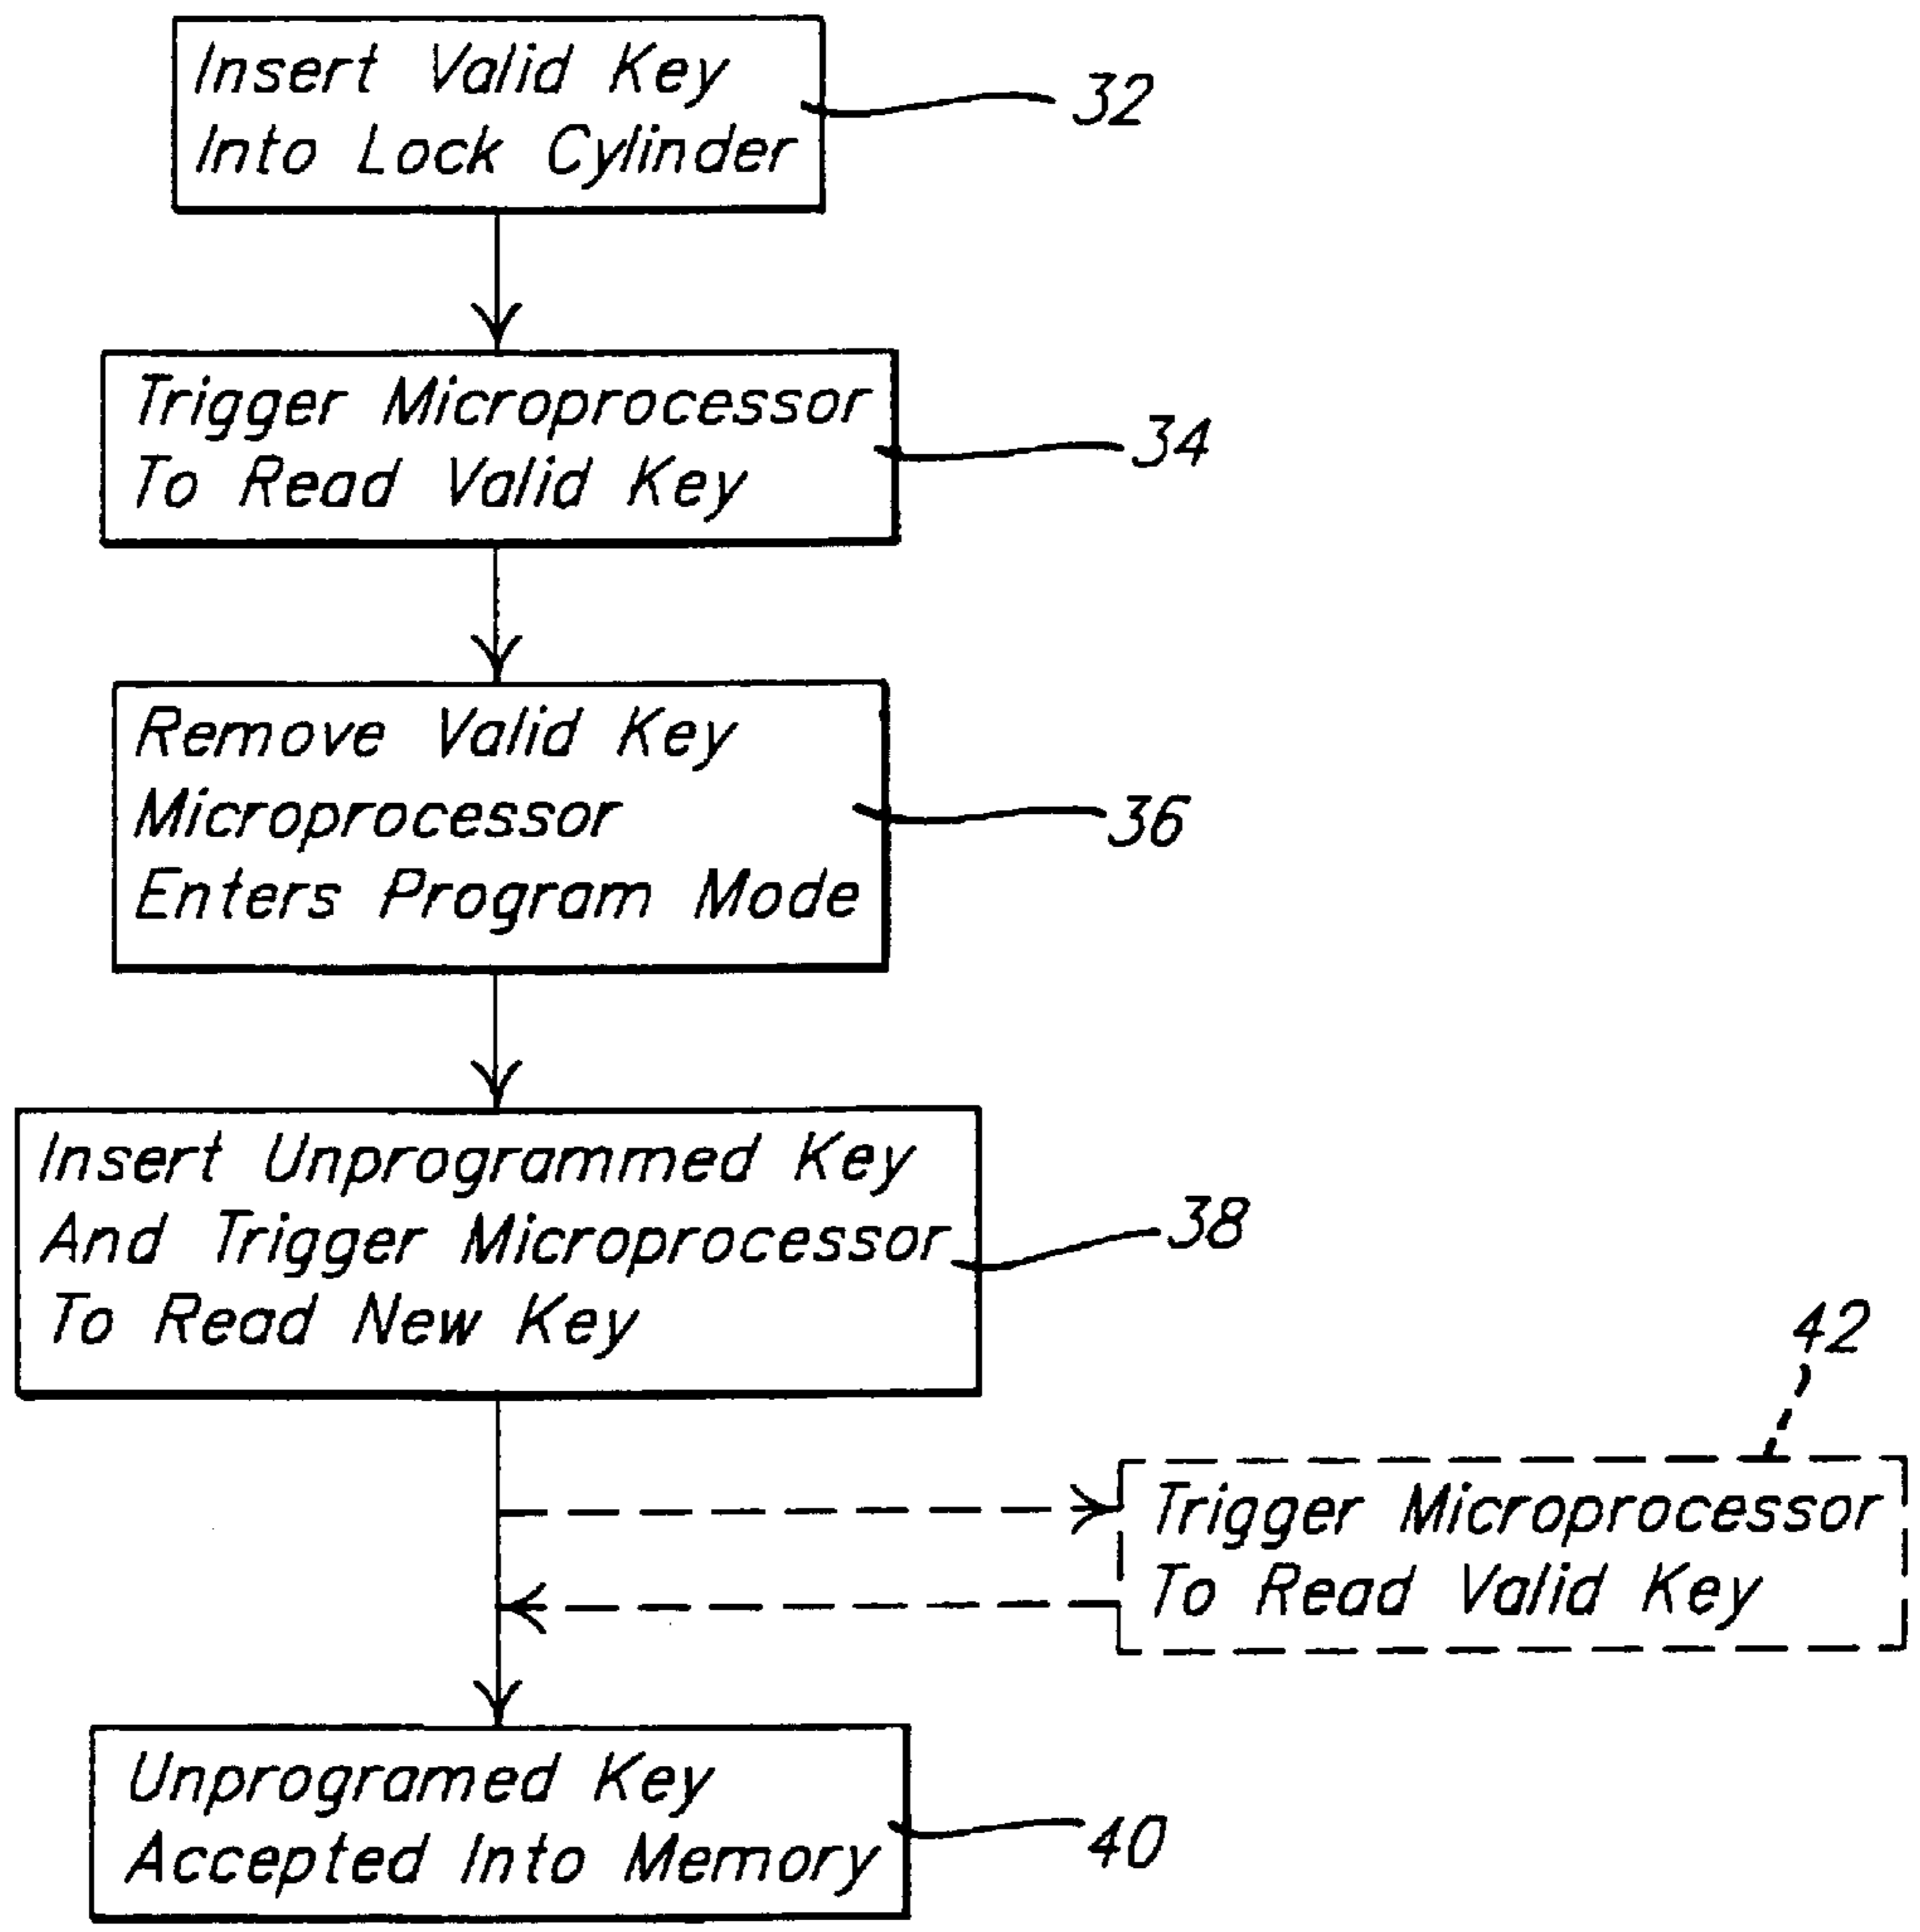 Insert Valid Key
Into Lock Cylinder
32
Trigger Microprocessor
To Read Valid Key
34
Remove Valid Key
Microprocessor
Enters Program Mode
36
Insert Unprogrammed Key
And Trigger Microprocessor
To Read New Key
38
42
Trigger Microprocessor
To Read Valid Key
Unprogramed Key
Accepted Into Memory
40